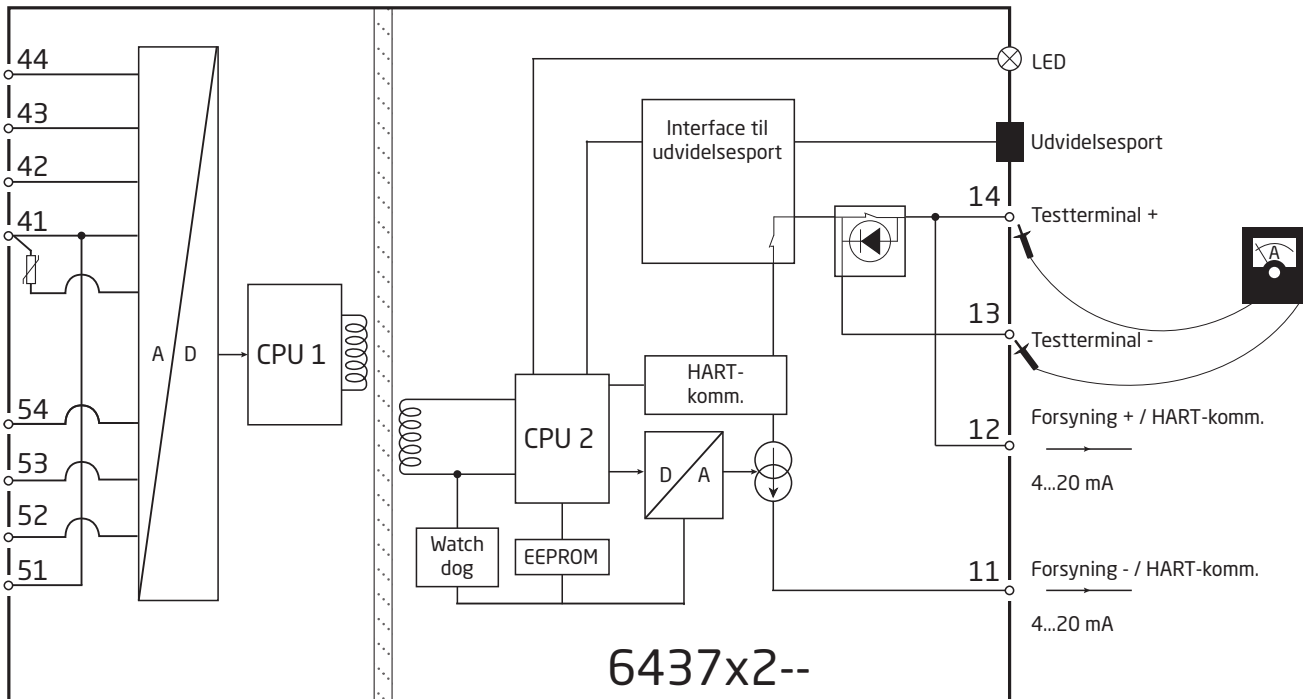 44
43
42
41
54
53
52
51
A
D
CPU 1
LED
Interface til
udvidelsesport
Udvidelsesport
14
Testterminal +
A
13
Testterminal -
HART-
komm.
CPU 2
D
A
12
Forsyning + / HART-komm.
4...20 mA
Watch
dog
EEPROM
11
Forsyning - / HART-komm.
4...20 mA
6437x2--